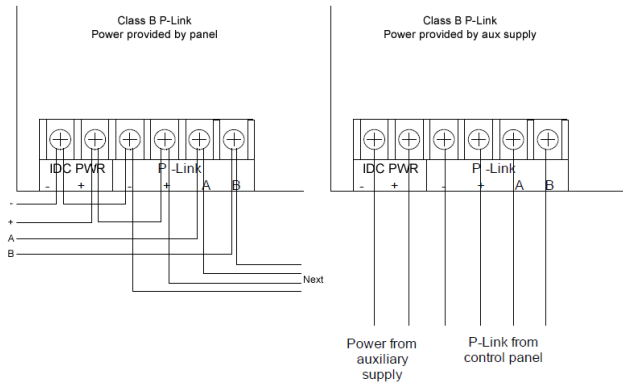 Class B P-Link
Power provided by panel
IDC PWR
P -Link
- + - + A B
-
+
A
B
Next
Class B P-Link
Power provided by aux supply
IDC PWR
P -Link
- + - + A B
Power from
auxiliary
supply
P-Link from
control panel